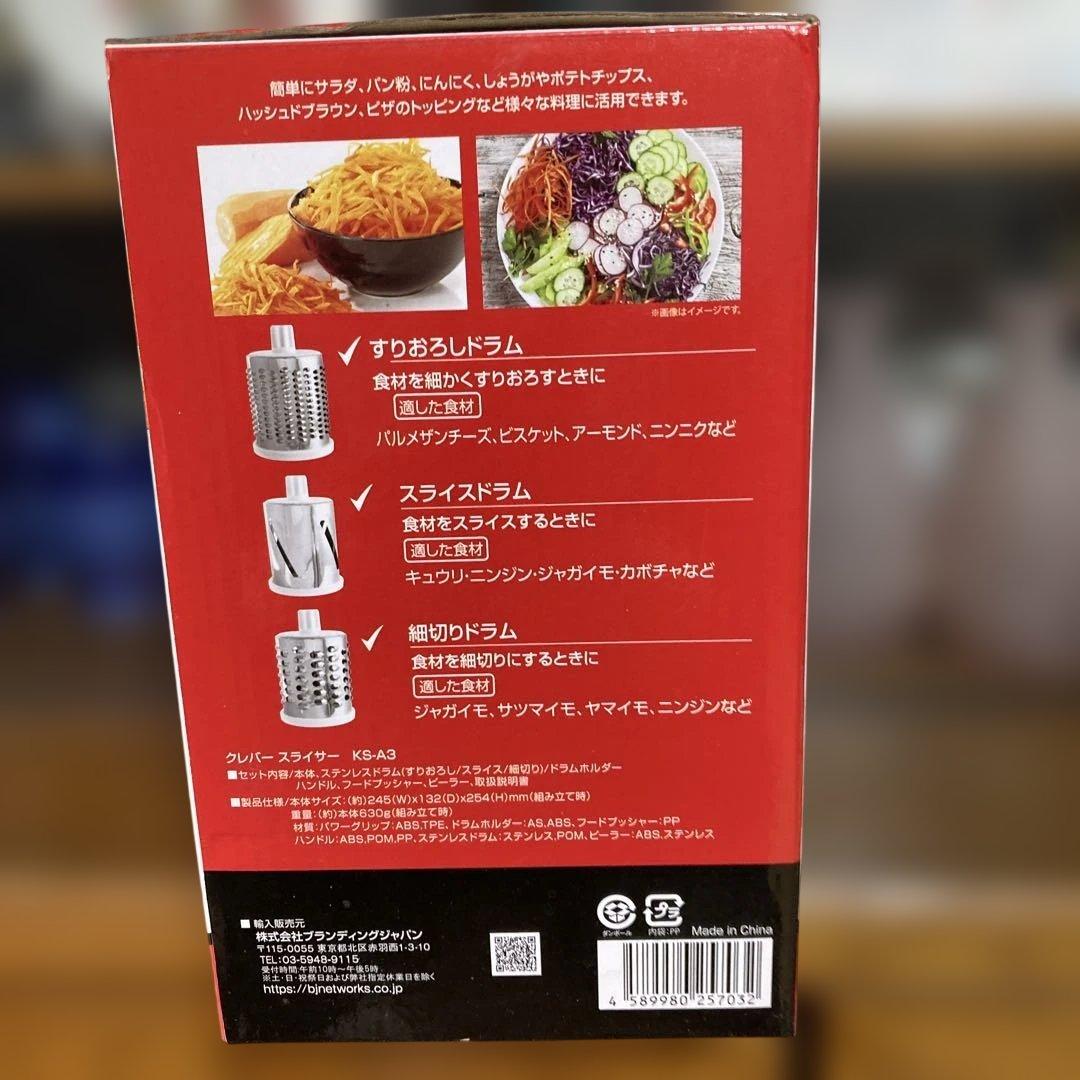 簡単にサラダ、パン粉、にんにく、しょうがやポテトチップス、
ハッシュドブラウン、ピザのトッピングなど様々な料理に活用できます。
※画像はイメージです。
すりおろしドラム
食材を細かくすりおろすときに
適した食材
パルメザンチーズ、ビスケット、アーモンド、ニンニクなど
スライスドラム
食材をスライスするときに
適した食材
キュウリ・ニンジン・ジャガイモ・カボチャなど
細切りドラム
食材を細切りにするときに
適した食材
ジャガイモ、サツマイモ、ヤマイモ、ニンジンなど
クレバー スライサー KS-A3
■セット内容/本体、ステンレスドラム(すりおろし/スライス/細切り)/ドラムホルダー
ハンドル、フードプッシャー、ピーラー、取扱説明書
■製品仕様/本体サイズ:(約)245(W)x132(D)x254(H)mm(組み立て時)
重量:(約)本体630g(組み立て時)
材質:パワーグリップ:ABS,TPE、ドラムホルダー:AS,ABS、フードプッシャー:PP
ハンドル:ABS,POM,PP、ステンレスドラム:ステンレス,POM、ピーラー:ABS、ステンレス
■輸入販売元
株式会社ブランディングジャパン
〒115-0055 東京都北区赤羽西1-3-10
TEL:03-5948-9115
受付時間:午前10時〜午後5時
※土・日・祝祭日および弊社指定休業日を除く
https://bjnetworks.co.jp
ダンボール
プラ
内袋:PP
Made in China
4 589980 257032